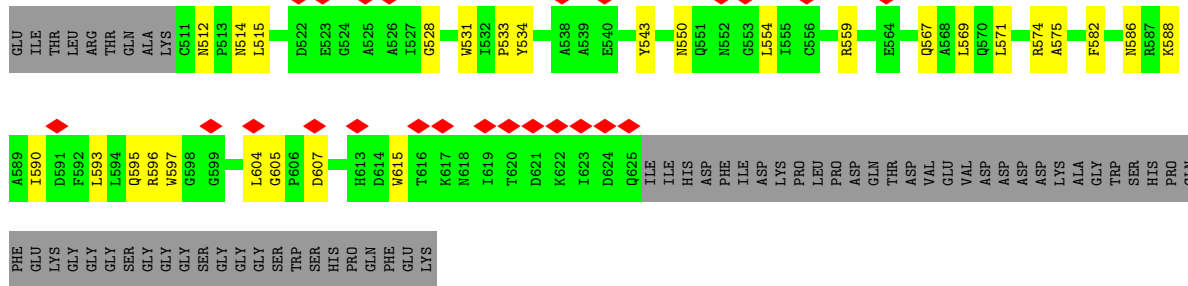 GLU ILE THR LEU ARG THR GLN ALA LYS C511 N512 P513 N514 L515 D522 E523 G524 A525 A526 I527 G528 W531 I532 P533 Y534 A538 A539 E540 Y543 N550 Q551 N552 G553 L554 I555 C556 R559 E564 Q567 A568 L569 Q570 L571 R574 A575 F582 N586 R587 K588
A589 I590 D591 F592 L593 L594 Q595 R596 W597 G598 G599 L604 G605 P606 D607 H613 D614 W615 T616 K617 N618 I619 T620 D621 K622 I623 D624 Q625 ILE ILE HIS ASP PHE ILE ASP LYS PRO LEU PRO ASP GLN THR ASP VAL GLU VAL ASP ASP ASP ASP LYS ALA GLY TRP SER HIS PRO GLN
PHE GLU LYS GLY GLY GLY SER GLY GLY GLY SER GLY GLY GLY SER TRP SER HIS PRO GLN PHE GLU LYS